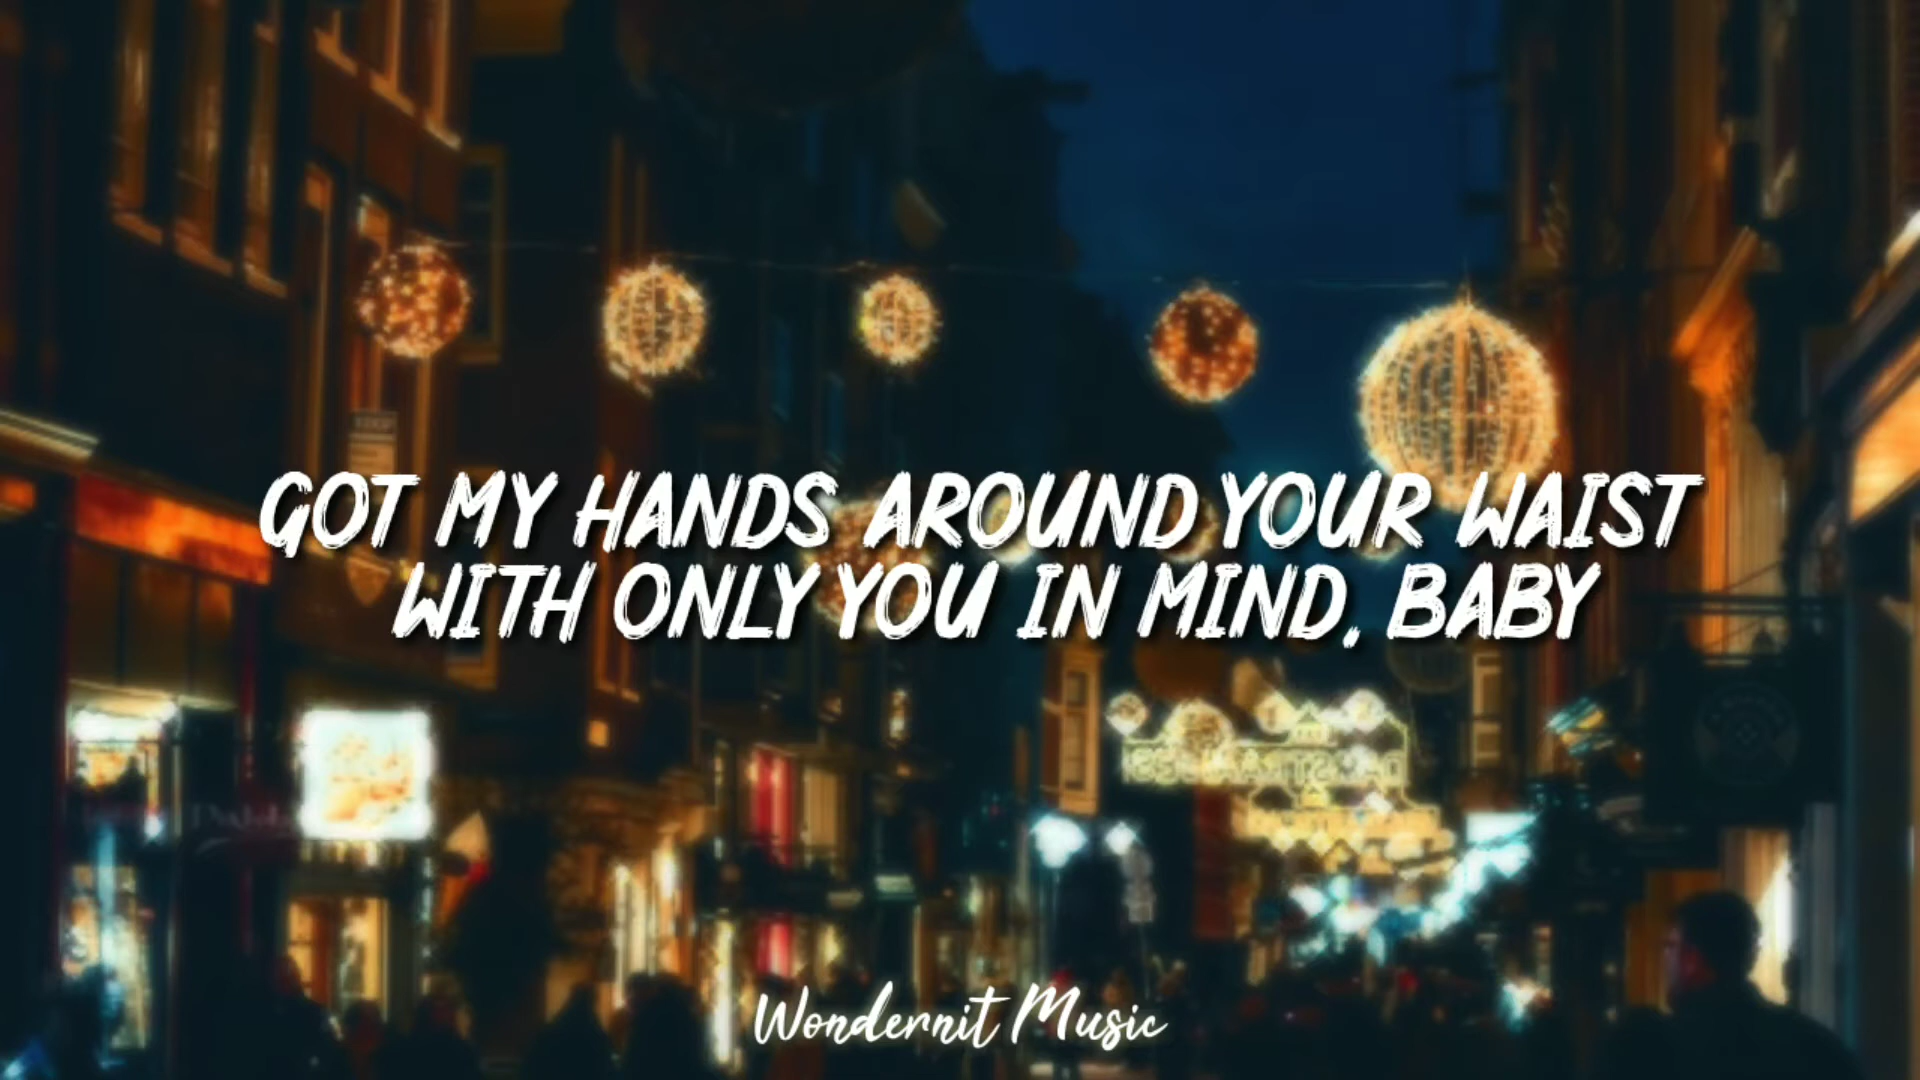 GOT MY HANDS AROUND YOUR WAIST
WITH ONLY YOU IN MIND, BABY
Wondernit Music